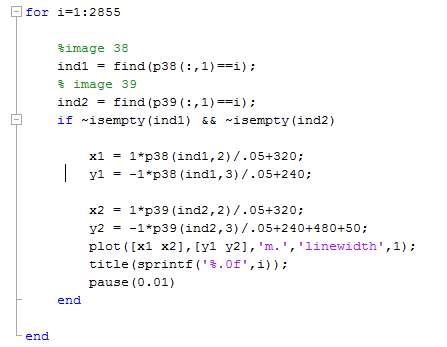 for i=1:2855
%image 38
ind1 = find(p38(:,1)==i);
% image 39
ind2 = find(p39(:,1)==i);
if ~isempty(ind1) && ~isempty(ind2)
x1 = 1*p38(ind1,2)/.05+320;
y1 = -1*p38(ind1,3)/.05+240;
x2 = 1*p39(ind2,2)/.05+320;
y2 = -1*p39(ind2,3)/.05+240+480+50;
plot([x1 x2],[y1 y2],'m.','linewidth',1);
title(sprintf('%.0f',i));
pause(0.01)
end
end